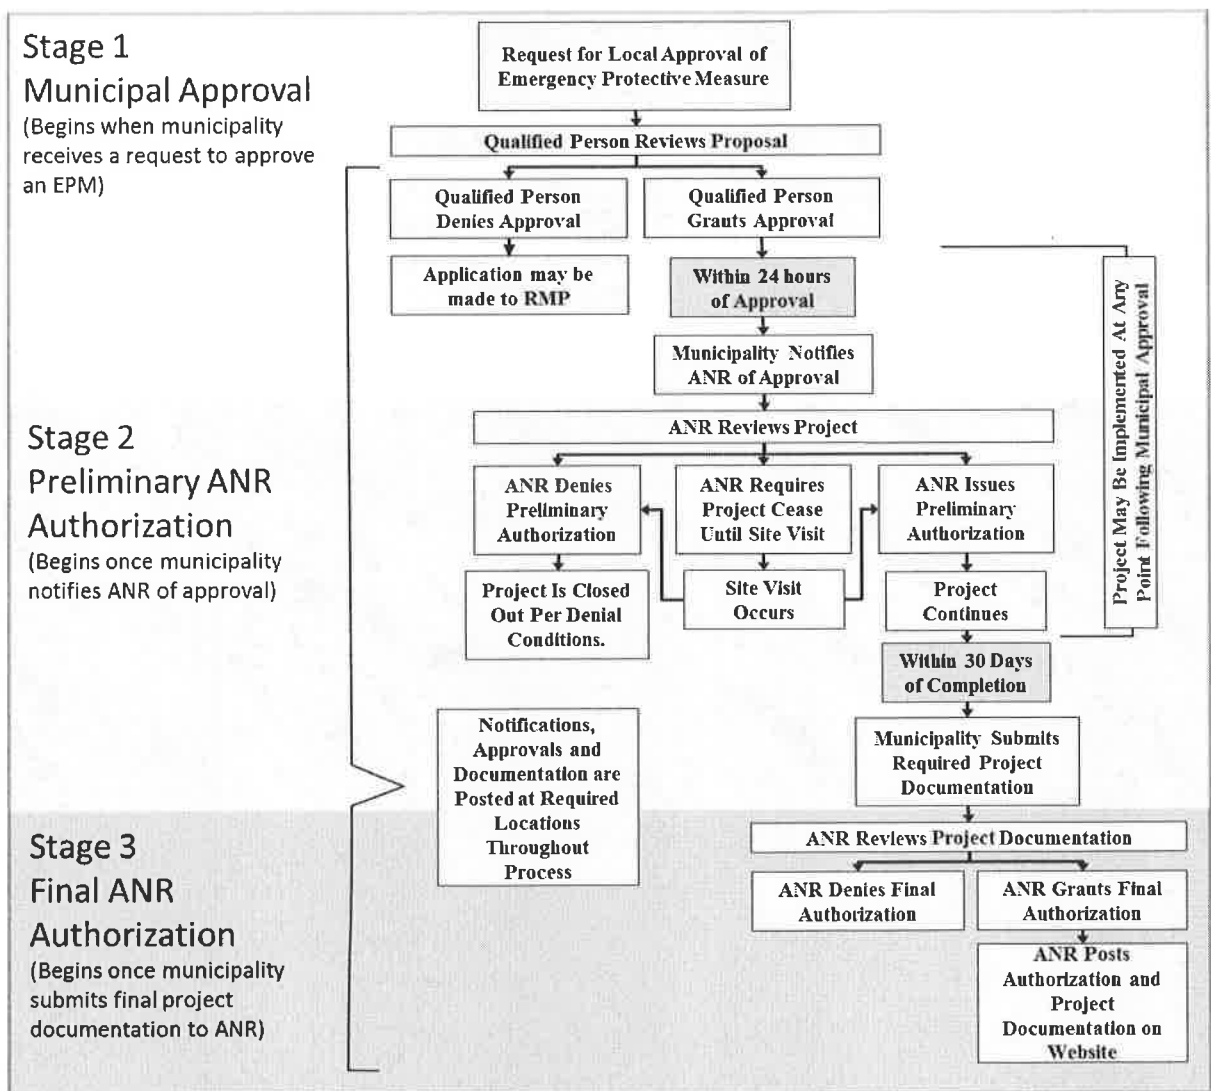 Stage 1
Municipal Approval
(Begins when municipality
receives a request to approve
an EPM)
Request for Local Approval of
Emergency Protective Measure
Qualified Person Reviews Proposal
Qualified Person
Denies Approval
Qualified Person
Grants Approval
Application may be
made to RMP
Within 24 hours
of Approval
Municipality Notifies
ANR of Approval
Project May Be Implemented At Any
Point Following Municipal Approval
Stage 2
Preliminary ANR
Authorization
(Begins once municipality
notifies ANR of approval)
ANR Reviews Project
ANR Denies
Preliminary
Authorization
ANR Requires
Project Cease
Until Site Visit
ANR Issues
Preliminary
Authorization
Project Is Closed
Out Per Denial
Conditions.
Site Visit
Occurs
Project
Continues
Within 30 Days
of Completion
Notifications,
Approvals and
Documentation are
Posted at Required
Locations
Throughout
Process
Municipality Submits
Required Project
Documentation
Stage 3
Final ANR
Authorization
(Begins once municipality
submits final project
documentation to ANR)
ANR Reviews Project Documentation
ANR Denies Final
Authorization
ANR Grants Final
Authorization
ANR Posts
Authorization and
Project
Documentation on
Website